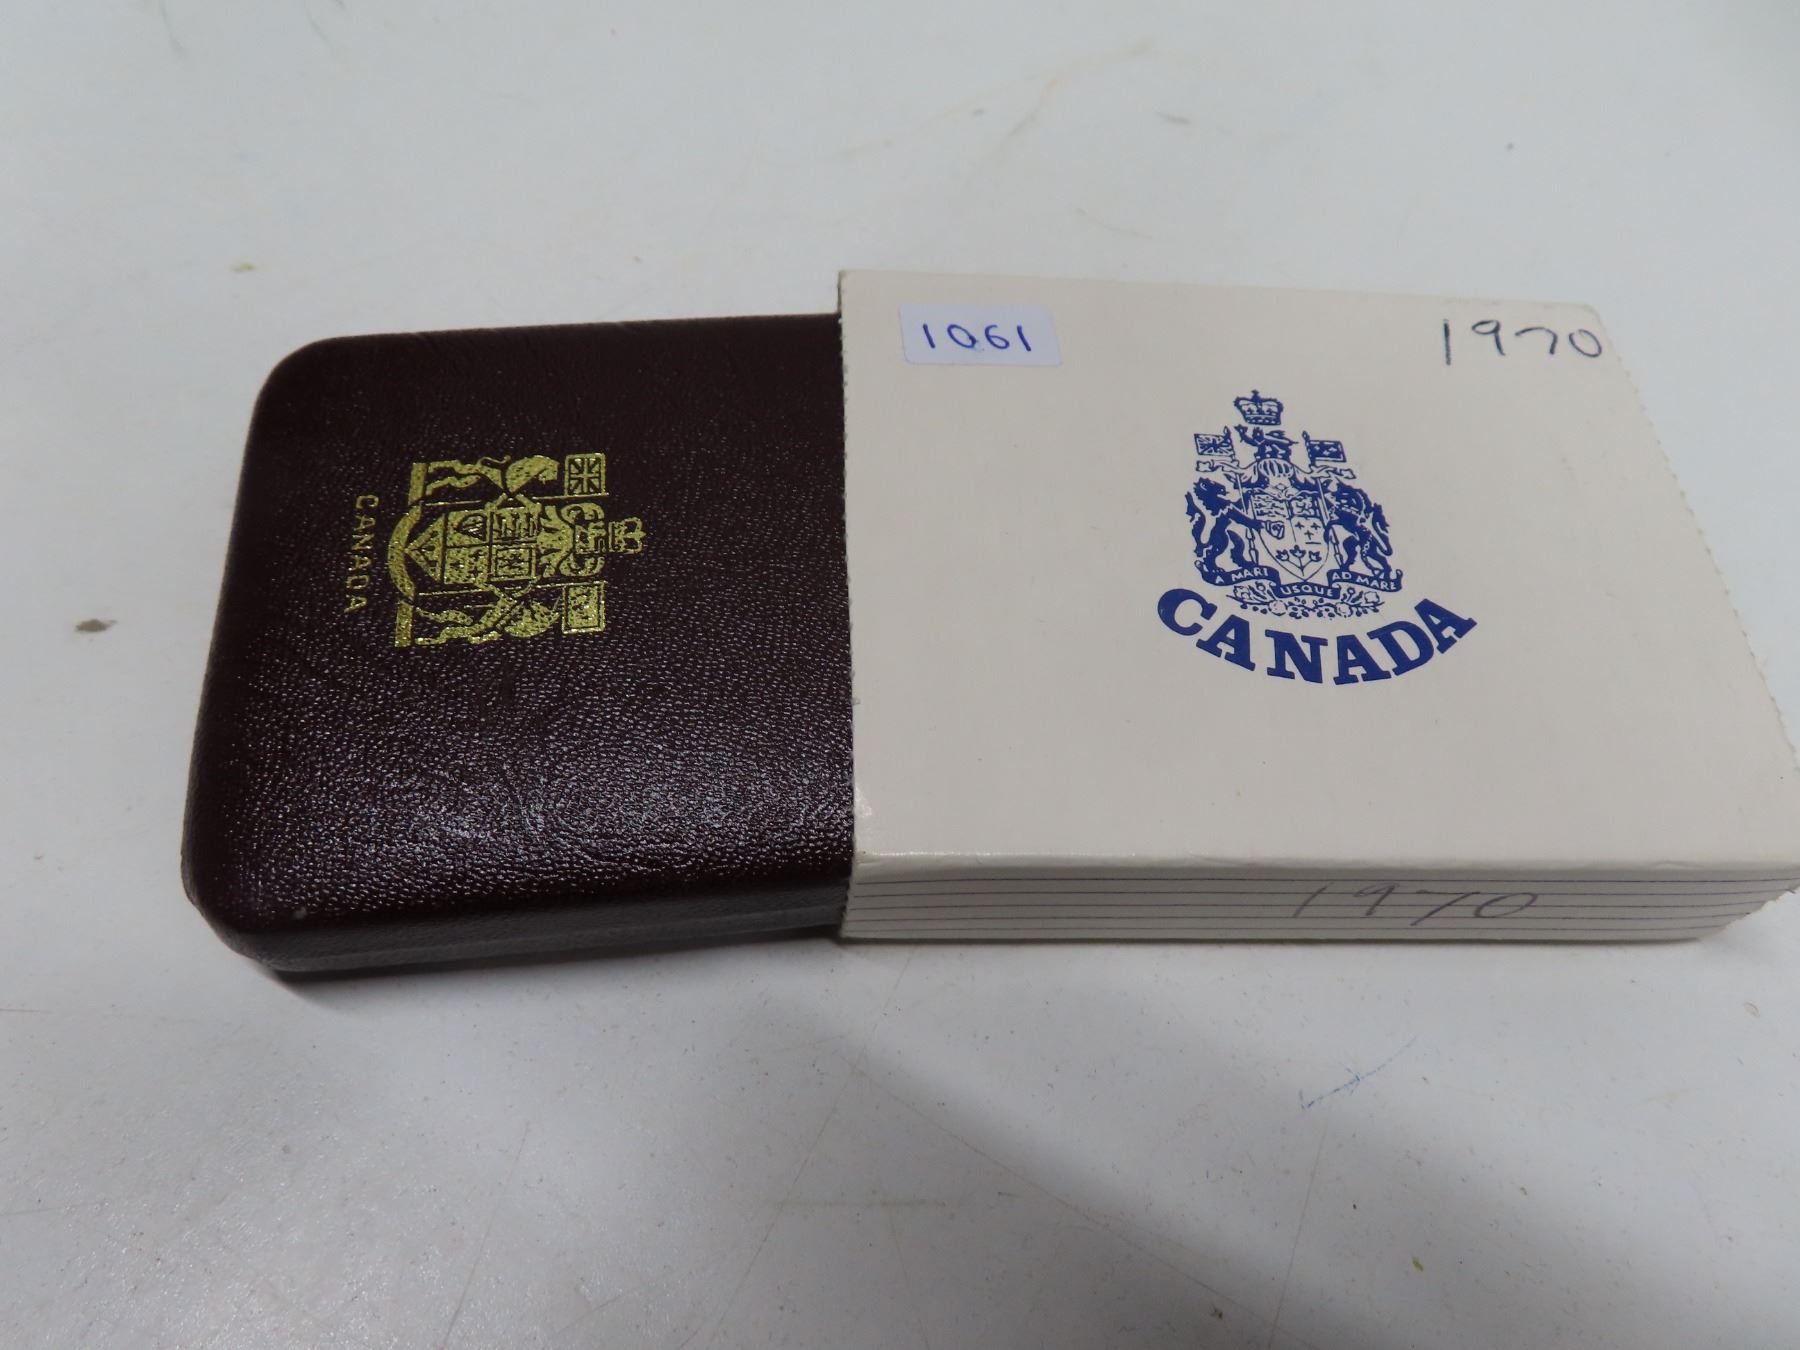 CANADA
1061
1970
A MARI USQUE AD MARE
CANADA
1970